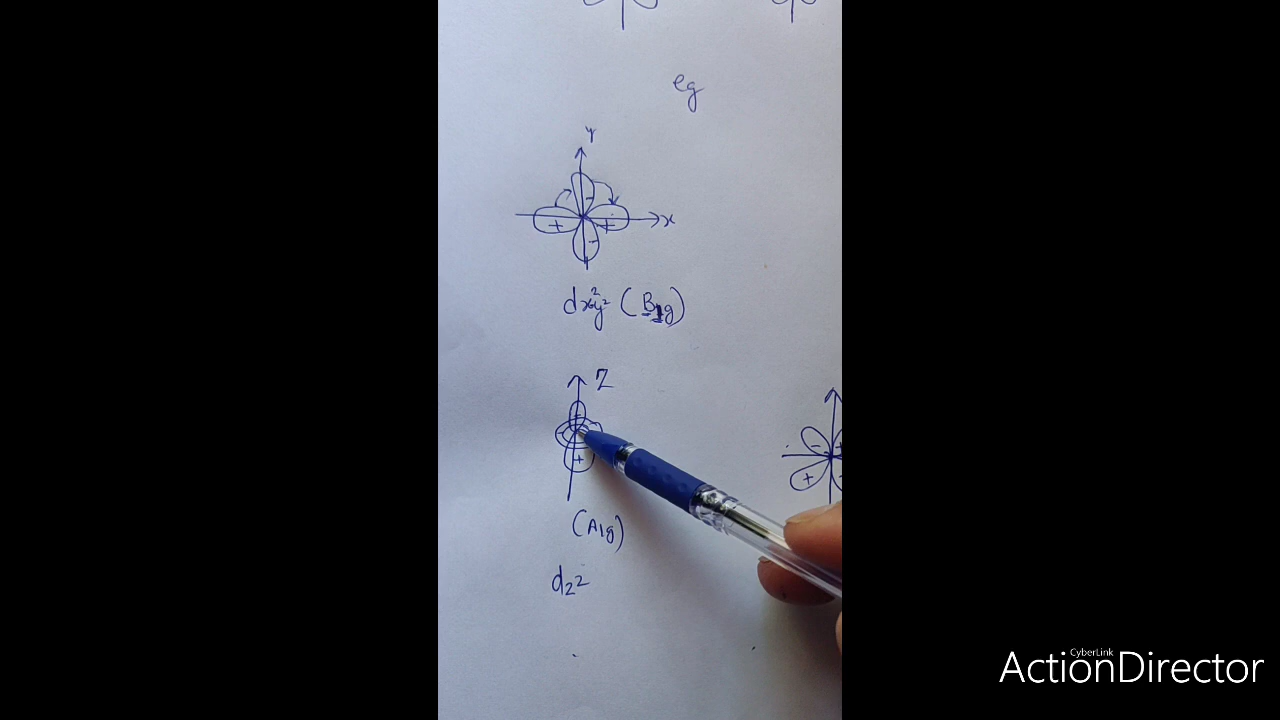 eg
y
- 
+ +
-
x
dx²-y² (B1g)
Z
+
(A1g)
dz²
- +
+
CyberLink
ActionDirector